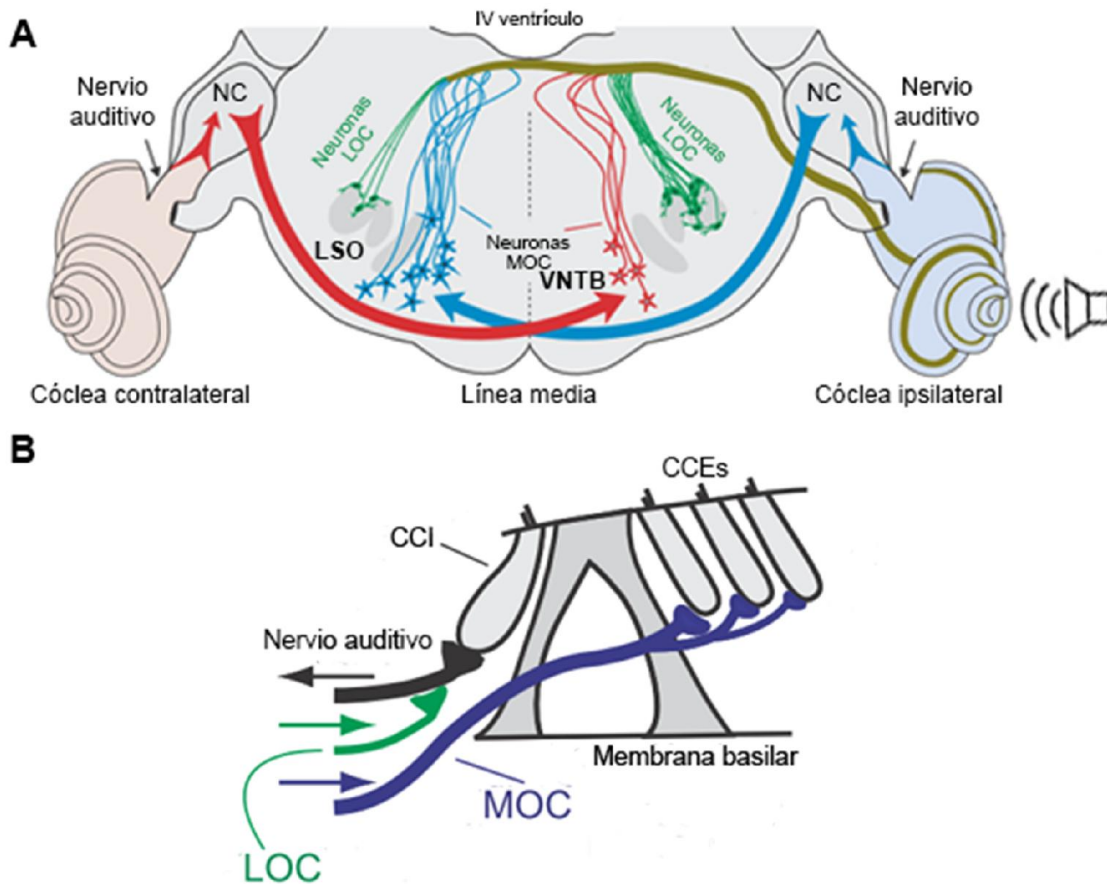 A
IV ventrículo
Nervio
auditivo
NC
Neuronas
LOC
Neuronas
LOC
NC
Nervio
auditivo
LSO
Neuronas
MOC
VNTB
Cóclea contralateral
Línea media
Cóclea ipsilateral
B
CCEs
CCI
Nervio auditivo
Membrana basilar
MOC
LOC